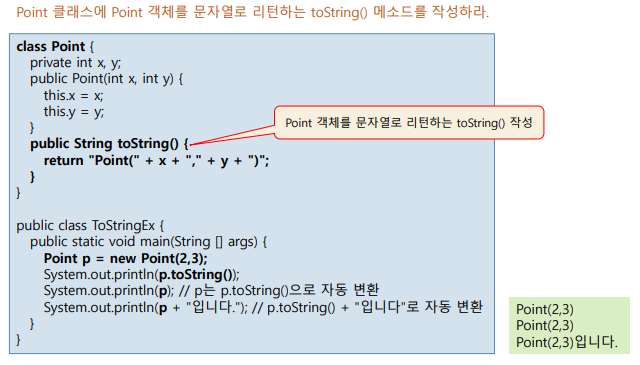 Point 클래스에 Point 객체를 문자열로 리턴하는 toString() 메소드를 작성하라.
class Point {
private int x, y;
public Point(int x, int y) {
this.x = x;
this.y = y;
}
public String toString() {
return "Point(" + x + "," + y + ")";
}
}
Point 객체를 문자열로 리턴하는 toString() 작성
public class ToStringEx {
public static void main(String [] args) {
Point p = new Point(2,3);
System.out.println(p.toString());
System.out.println(p); // p는 p.toString()으로 자동 변환
System.out.println(p + "입니다."); // p.toString() + "입니다"로 자동 변환
}
}
Point(2,3)
Point(2,3)
Point(2,3)입니다.